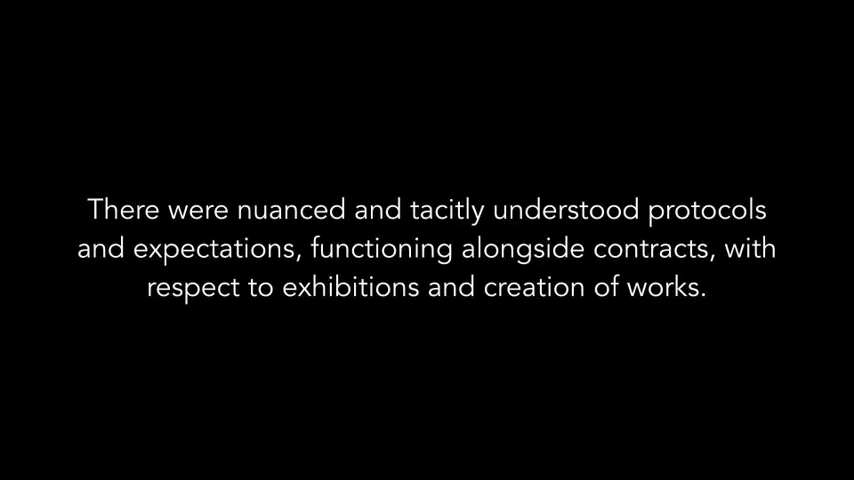 There were nuanced and tacitly understood protocols
and expectations, functioning alongside contracts, with
respect to exhibitions and creation of works.